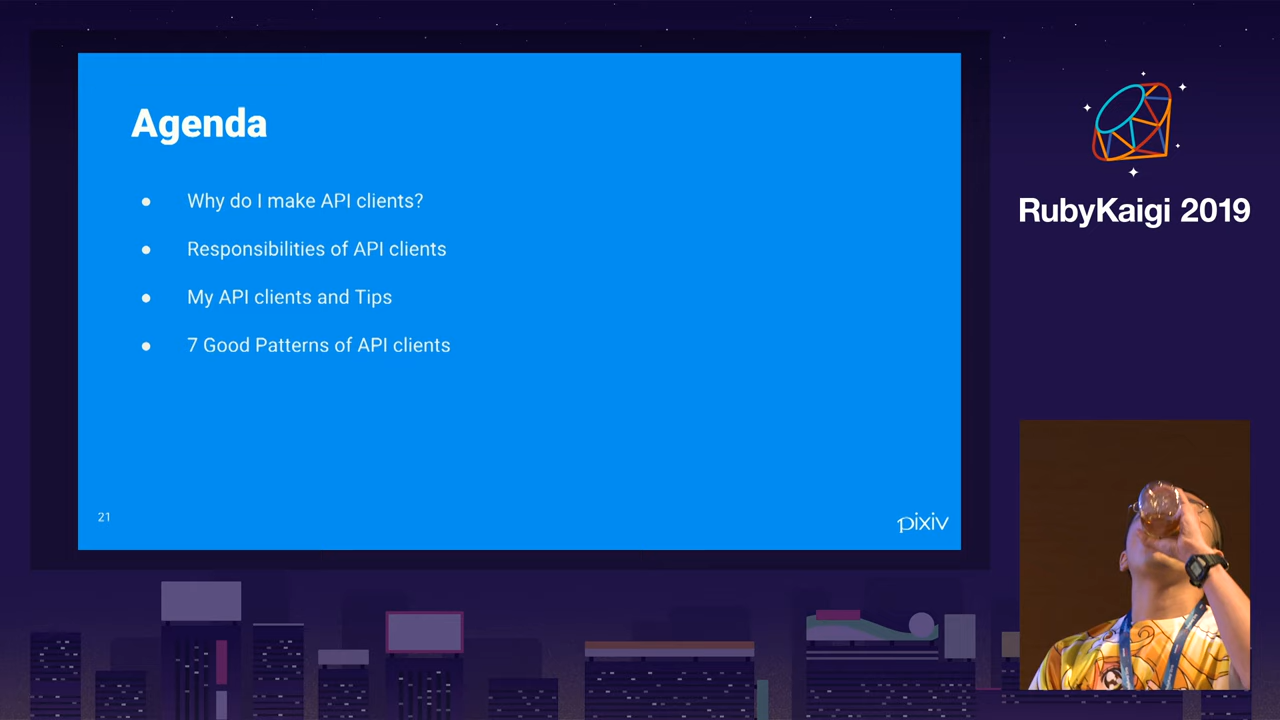 Agenda
Why do I make API clients?
Responsibilities of API clients
My API clients and Tips
7 Good Patterns of API clients
21
pixiv
RubyKaigi 2019